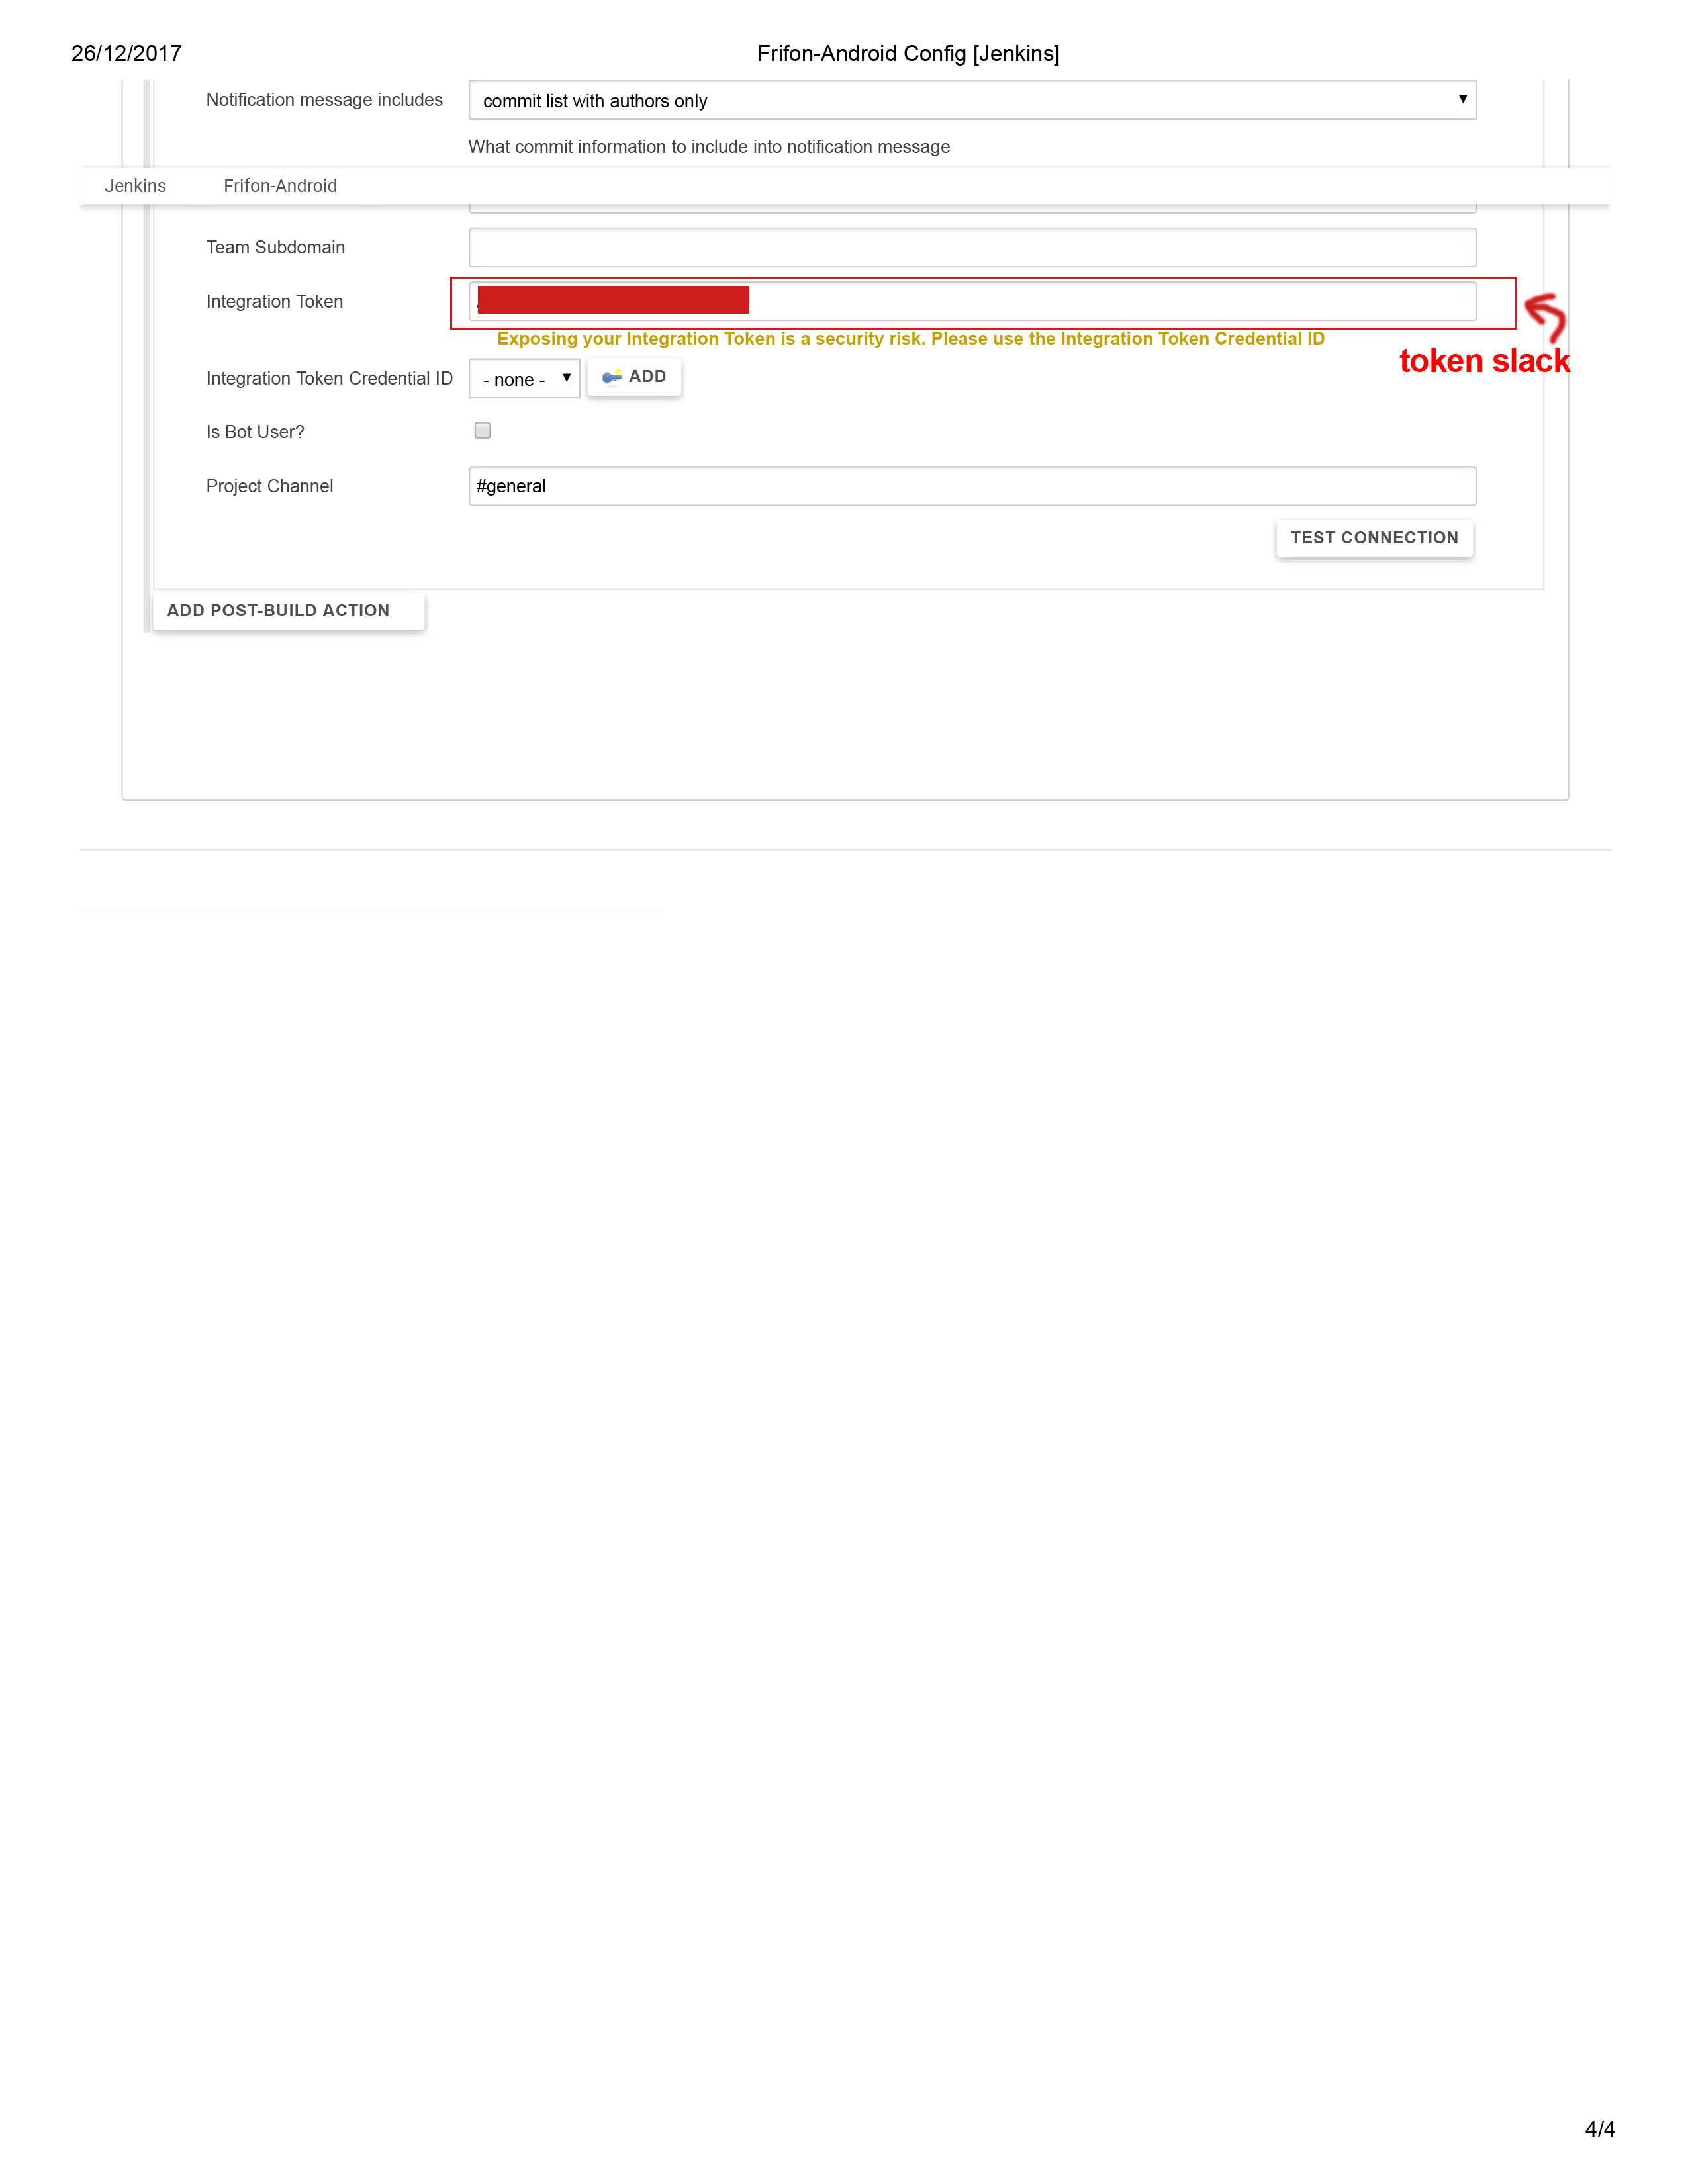 26/12/2017 Frifon-Android Config [Jenkins]
Notification message includes commit list with authors only
What commit information to include into notification message
Jenkins Frifon-Android
Team Subdomain
Integration Token
Exposing your Integration Token is a security risk. Please use the Integration Token Credential ID
token slack
Integration Token Credential ID - none - ADD
Is Bot User?
Project Channel #general
TEST CONNECTION
ADD POST-BUILD ACTION
4/4